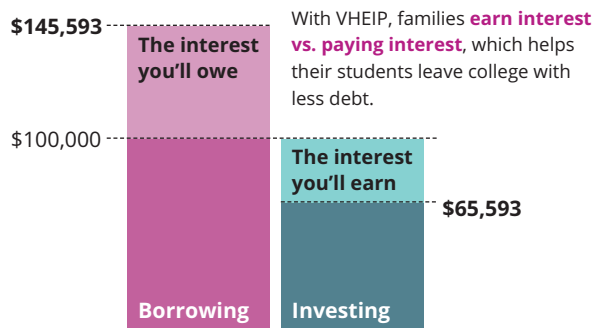 $145,593
The interest
you'll owe
With VHEIP, families earn interest
vs. paying interest, which helps
their students leave college with
less debt.
$100,000
The interest
you'll earn
$65,593
Borrowing
Investing